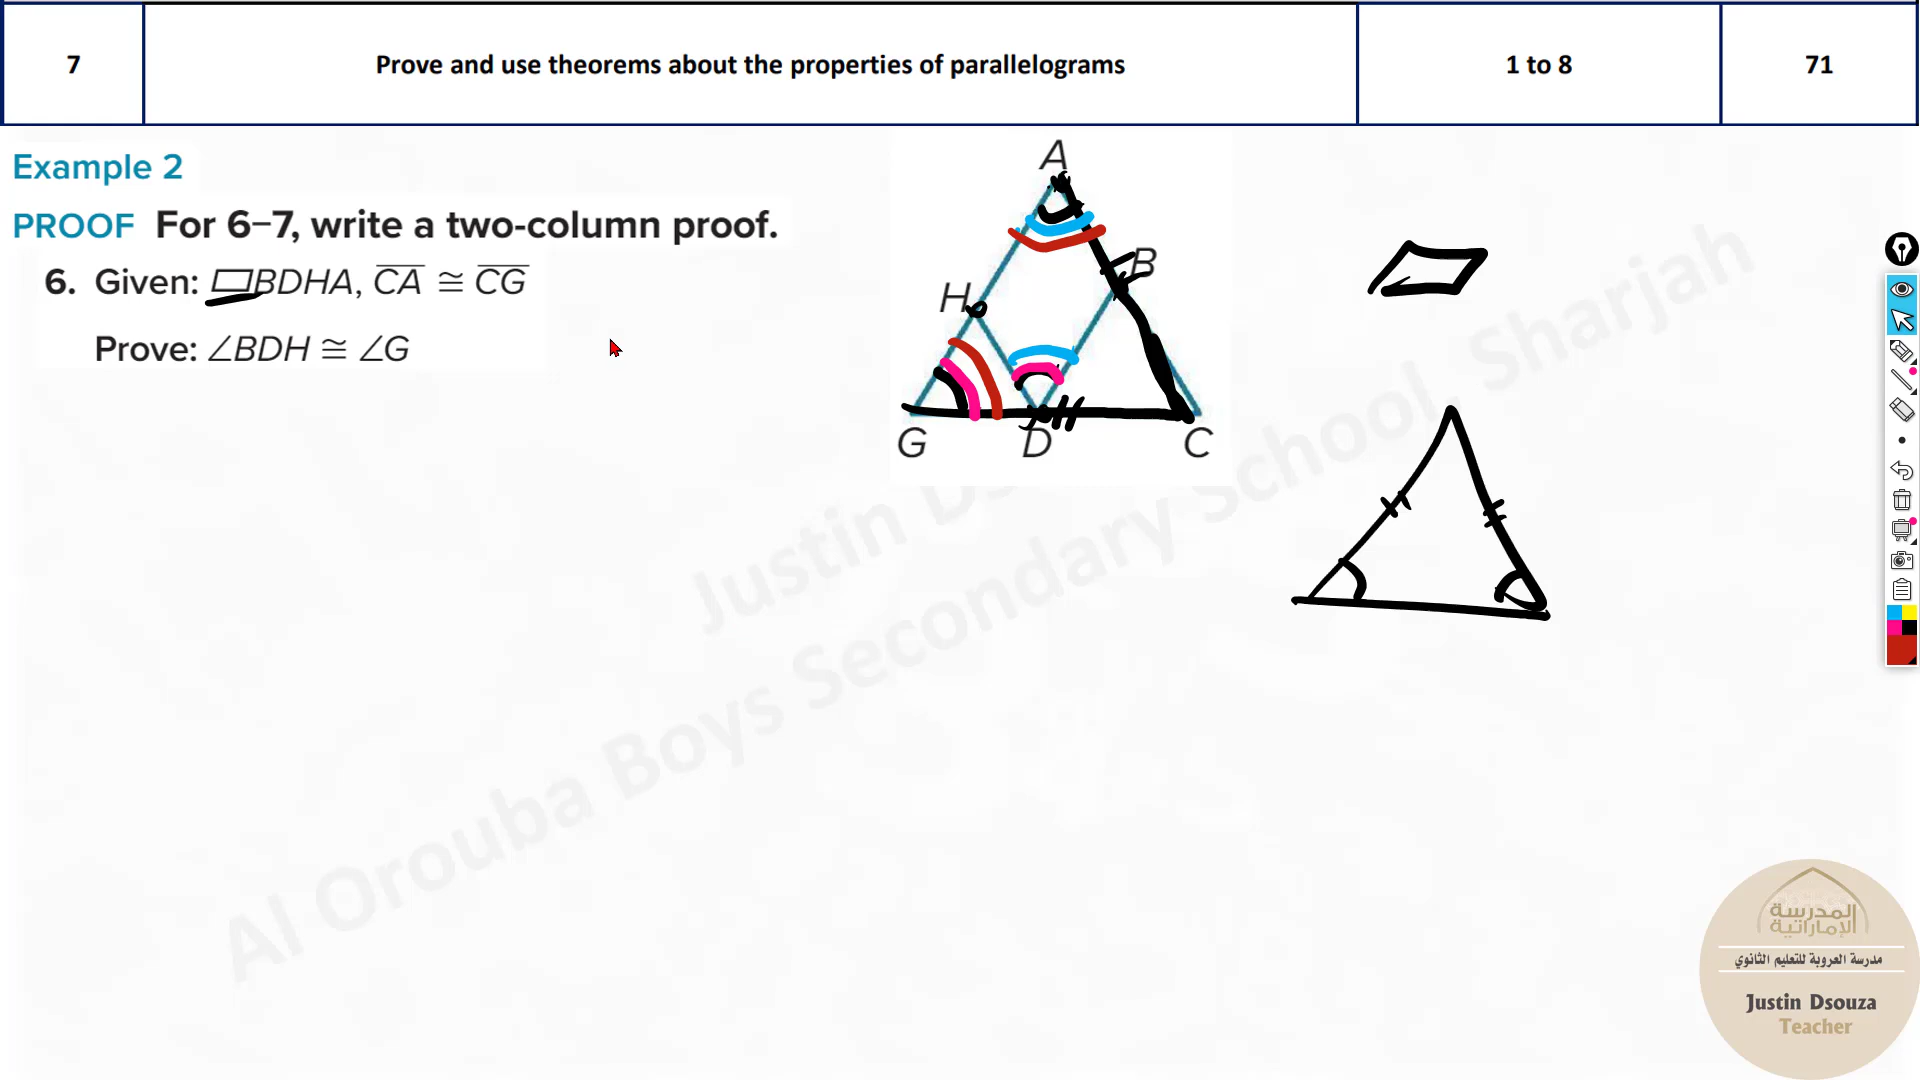 7
Prove and use theorems about the properties of parallelograms
1 to 8
71
Example 2
PROOF For 6–7, write a two-column proof.
6. Given: ▱BDHA, C̅A̅ ≅ C̅G̅
Prove: ∠BDH ≅ ∠G
A
B
H
G
D
C
Justin Ds
Al Orouba Boys Secondary School, Sharjah
المدرسة
الإماراتية
مدرسة العروبة للتعليم الثانوي
Justin Dsouza
Teacher